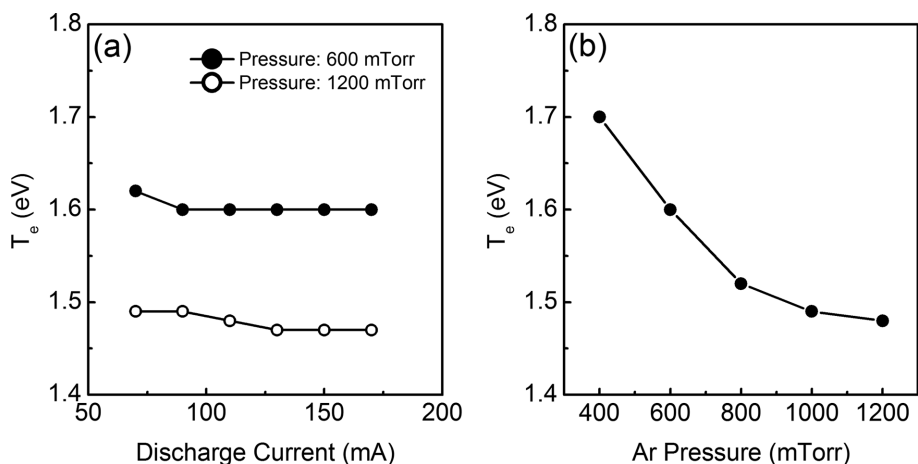 (a)
Pressure: 600 mTorr
Pressure: 1200 mTorr
1.8
1.7
1.6
1.5
1.4
T_e (eV)
50 100 150 200
Discharge Current (mA)
(b)
1.8
1.7
1.6
1.5
1.4
T_e (eV)
400 600 800 1000 1200
Ar Pressure (mTorr)